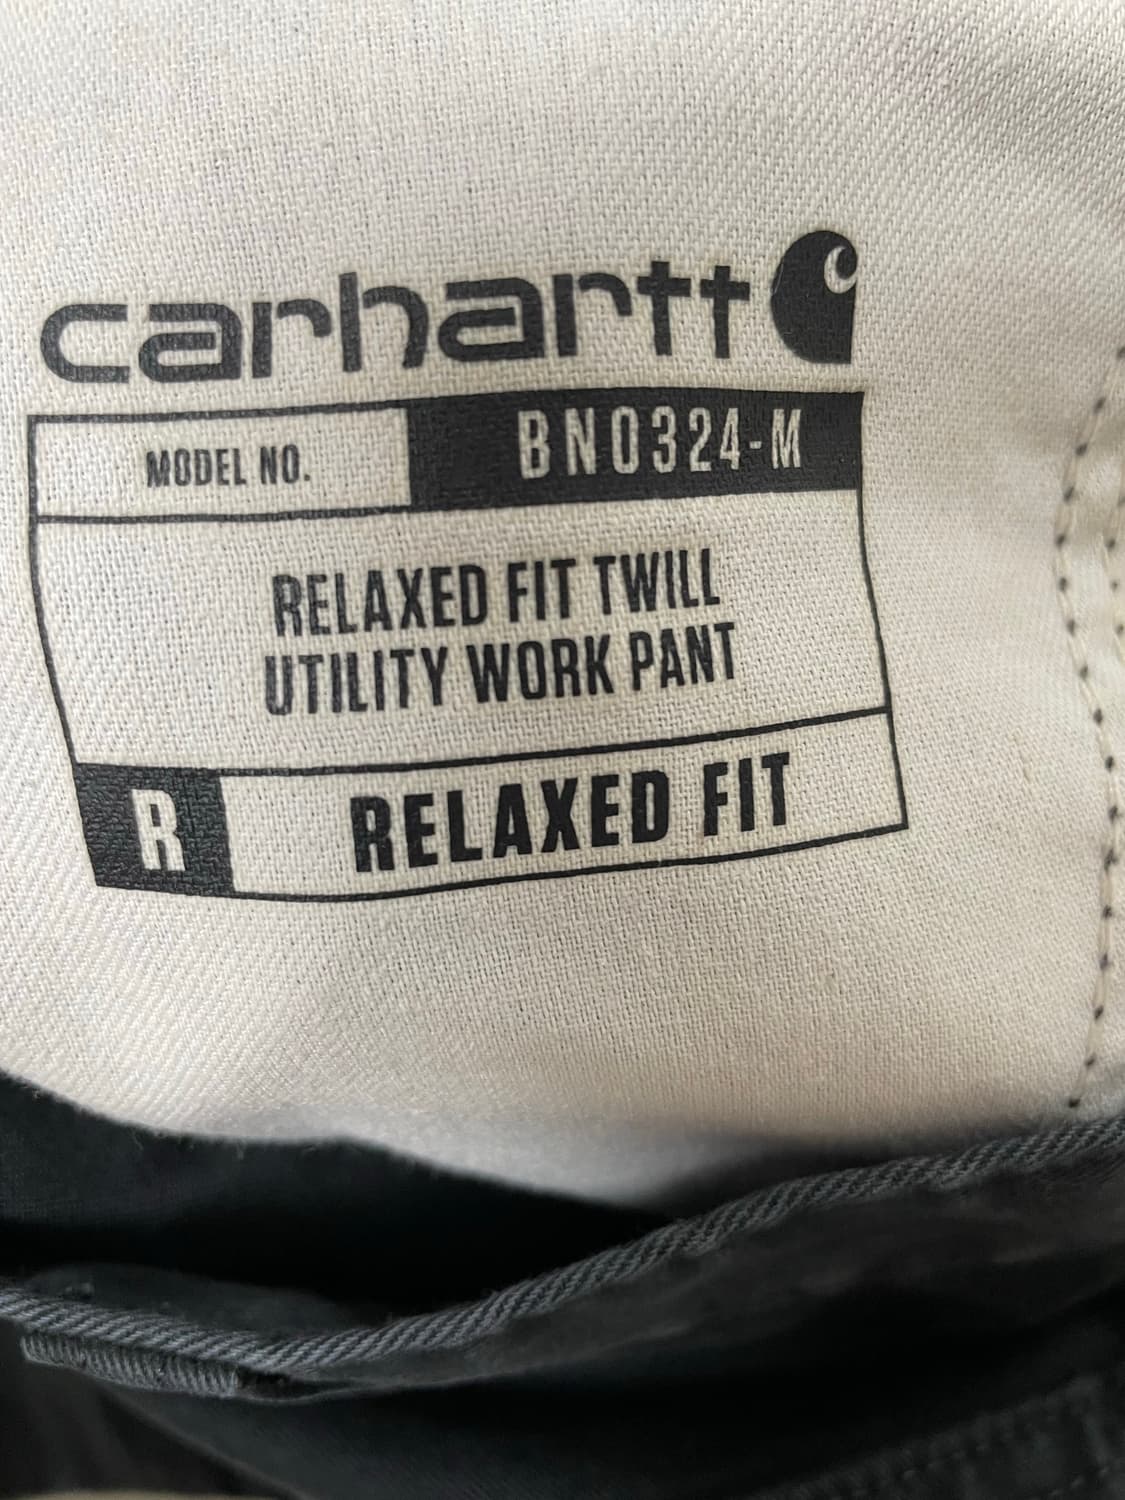 carhartt
MODEL NO. BN0324-M
RELAXED FIT TWILL
UTILITY WORK PANT
R RELAXED FIT